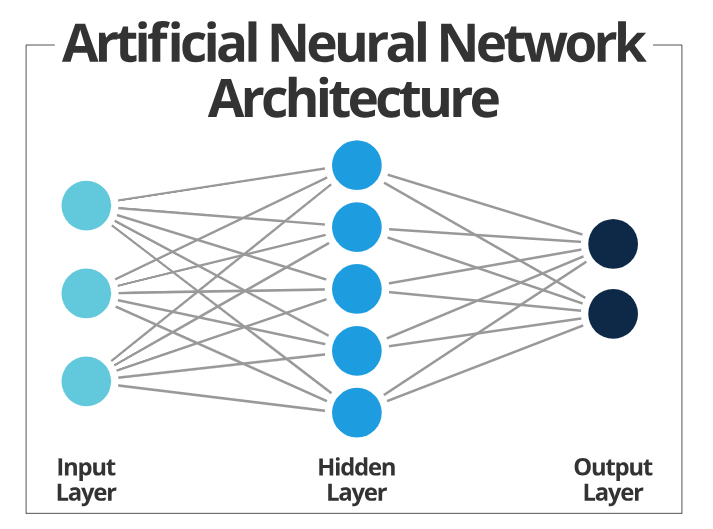 Artificial Neural Network
Architecture
Input
Layer
Hidden
Layer
Output
Layer